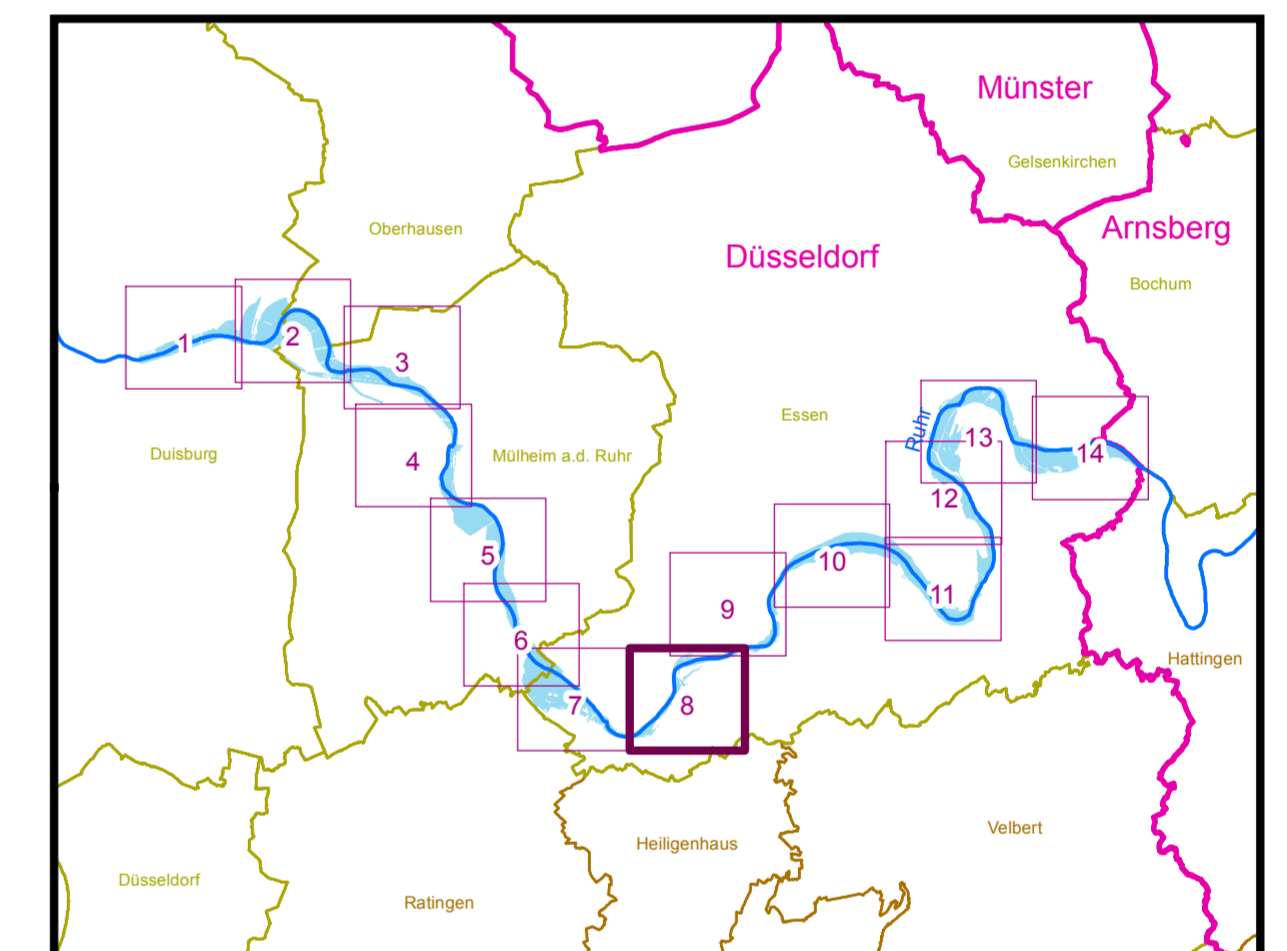 Münster
Gelsenkirchen
Oberhausen
Arnsberg
Düsseldorf
Bochum
1
2
3
Duisburg
4
Mülheim a.d. Ruhr
Essen
Ruhr
13
14
12
5
10
11
9
6
7
8
Hattingen
Heiligenhaus
Velbert
Düsseldorf
Ratingen